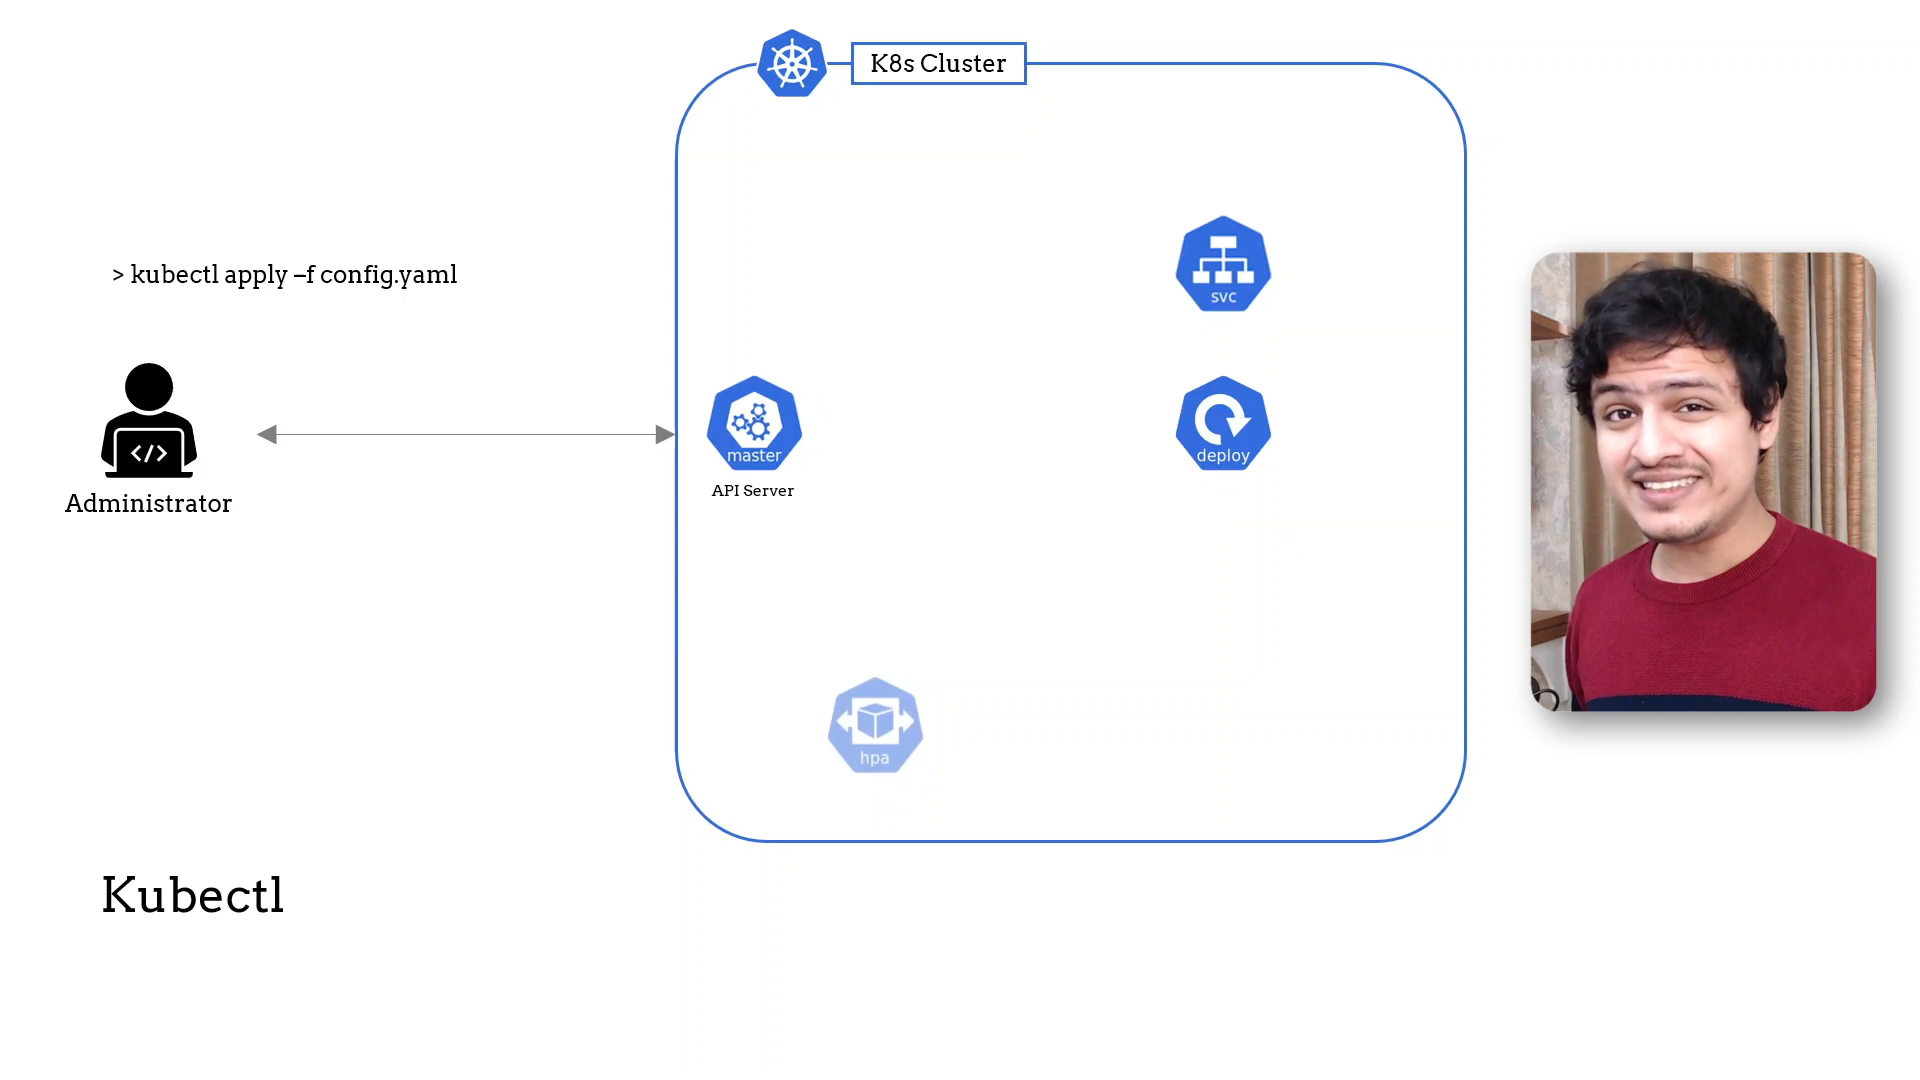 K8s Cluster
> kubectl apply –f config.yaml
svc
master
deploy
API Server
Administrator
hpa
Kubectl